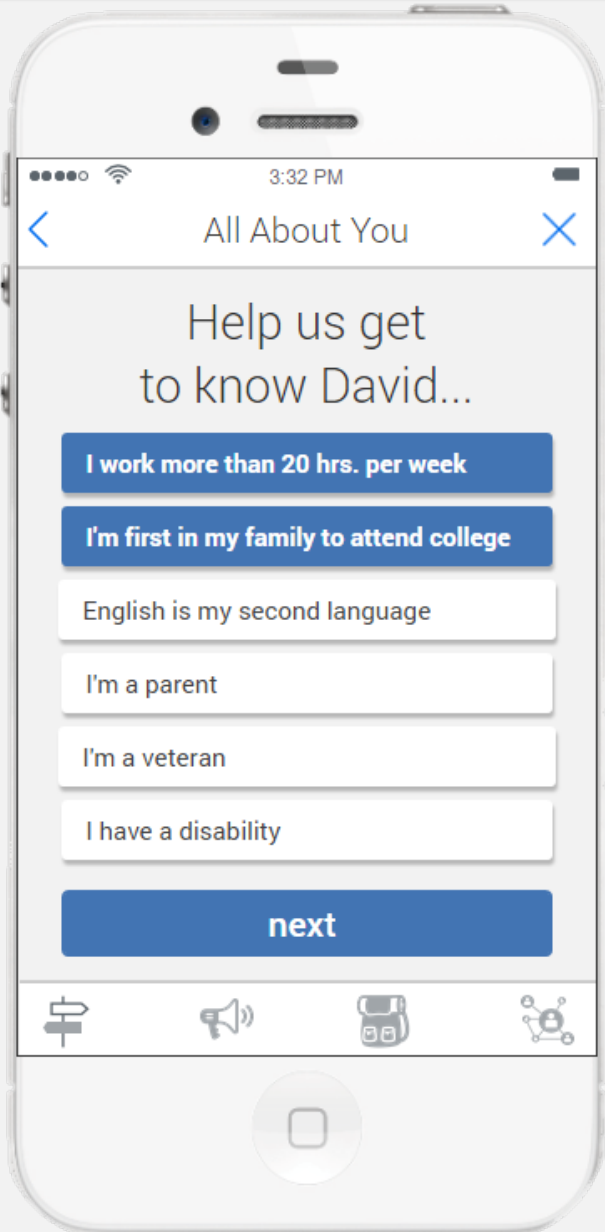 3:32 PM
All About You
Help us get
to know David...
I work more than 20 hrs. per week
I'm first in my family to attend college
English is my second language
I'm a parent
I'm a veteran
I have a disability
next